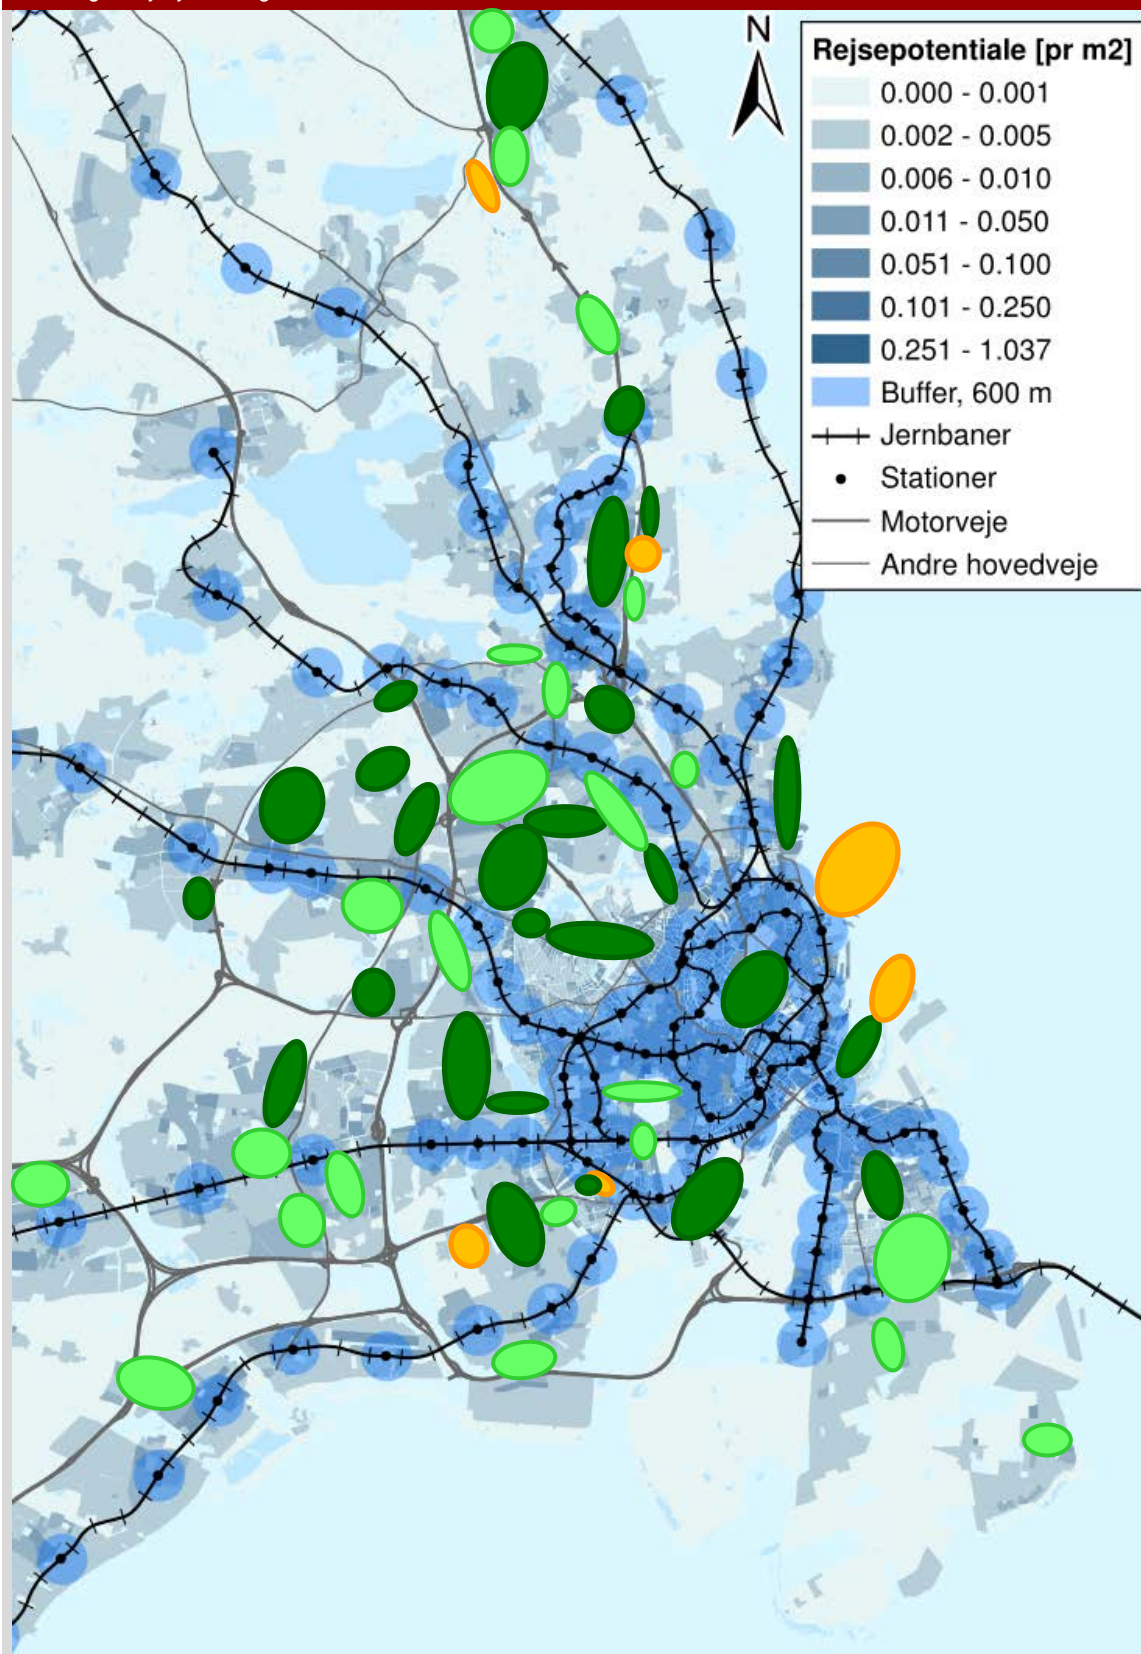 N
Rejsepotentiale [pr m2]
0.000 - 0.001
0.002 - 0.005
0.006 - 0.010
0.011 - 0.050
0.051 - 0.100
0.101 - 0.250
0.251 - 1.037
Buffer, 600 m
Jernbaner
Stationer
Motorveje
Andre hovedveje